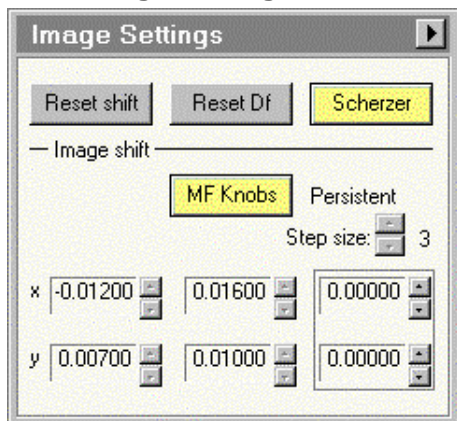 Image Settings
Reset shift Reset Df Scherzer
Image shift
MF Knobs Persistent
Step size: 3
x -0.01200 0.01600 0.00000
y 0.00700 0.01000 0.00000